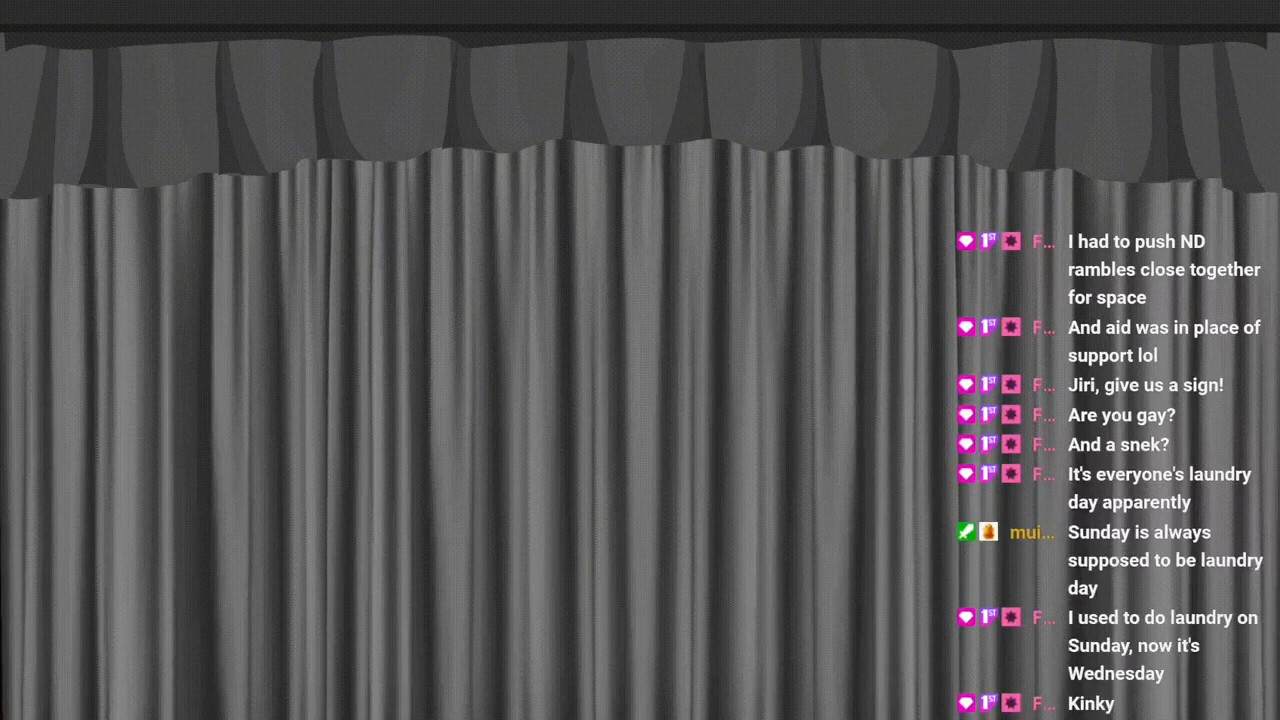 F... I had to push ND
rambles close together
for space
F... And aid was in place of
support lol
F... Jiri, give us a sign!
F... Are you gay?
F... And a snek?
F... It's everyone's laundry
day apparently
mui... Sunday is always
supposed to be laundry
day
F... I used to do laundry on
Sunday, now it's
Wednesday
F... Kinky